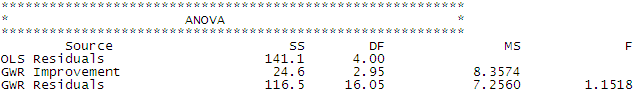 **********************************************************
* ANOVA *
**********************************************************
Source SS DF MS F
OLS Residuals 141.1 4.00
GWR Improvement 24.6 2.95 8.3574
GWR Residuals 116.5 16.05 7.2560 1.1518